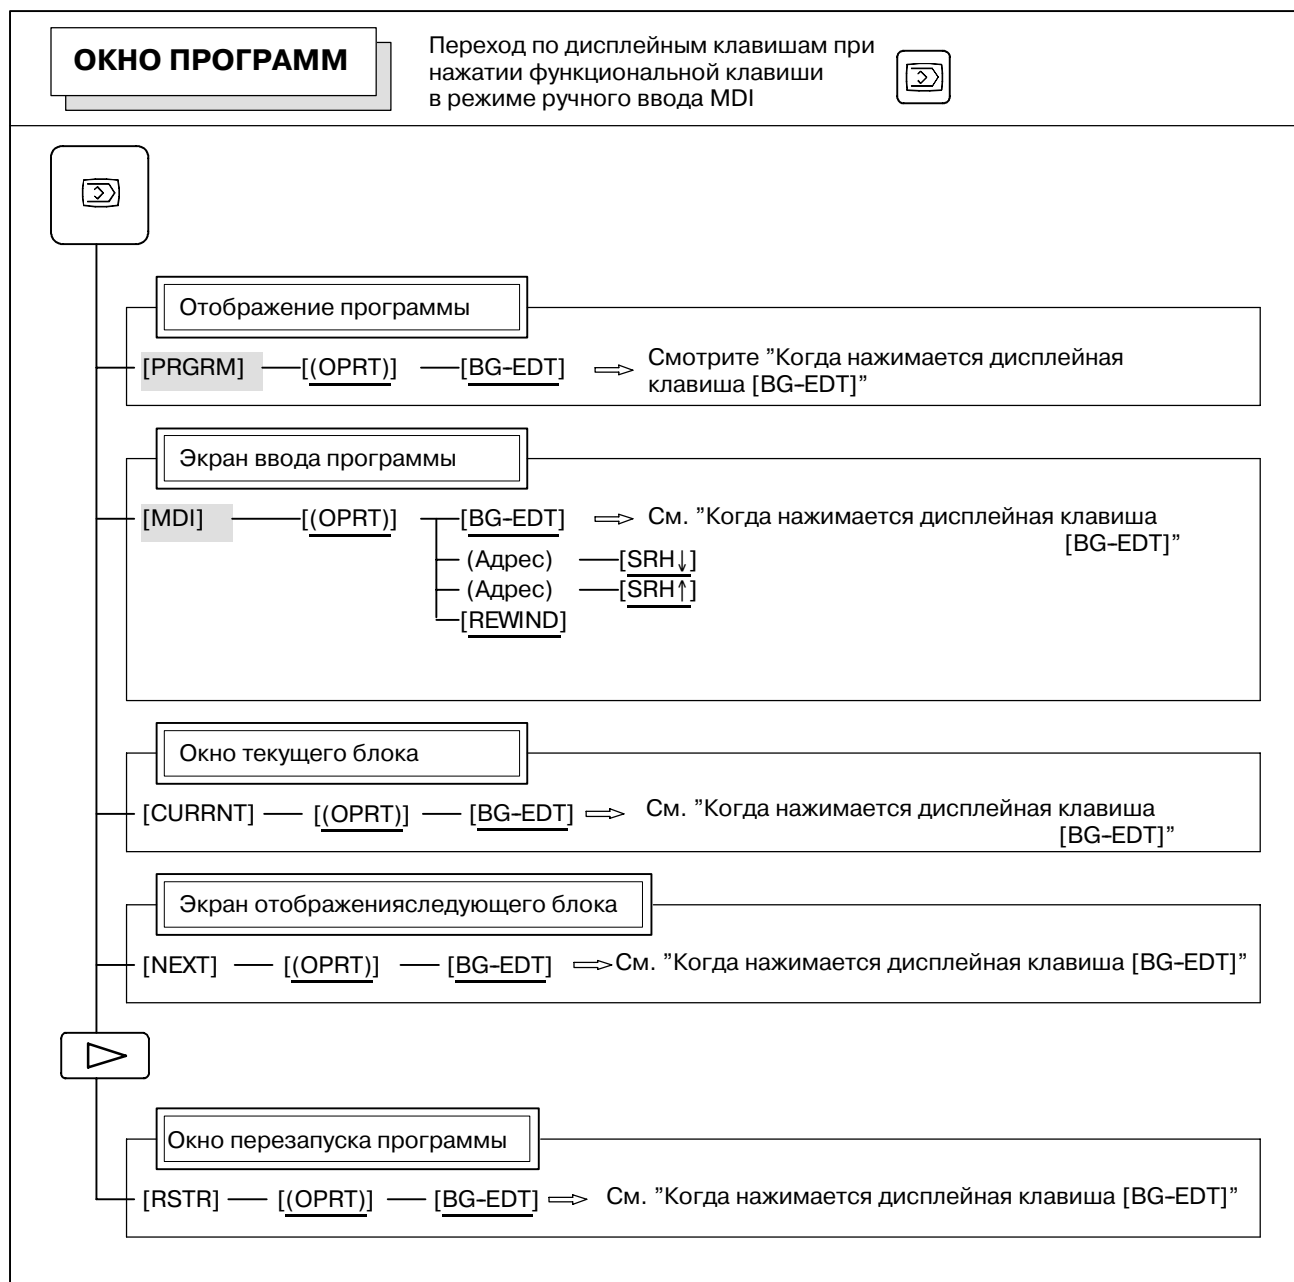 ОКНО ПРОГРАММ
Переход по дисплейным клавишам при
нажатии функциональной клавиши
в режиме ручного ввода MDI
Отображение программы
[PRGRM] [(OPRT)] [BG-EDT] ⇒ Смотрите ”Когда нажимается дисплейная
клавиша [BG-EDT]”
Экран ввода программы
[MDI] [(OPRT)] [BG-EDT] ⇒ См. ”Когда нажимается дисплейная клавиша
[BG-EDT]”
(Адрес) [SRH↓]
(Адрес) [SRH↑]
[REWIND]
Окно текущего блока
[CURRNT] [(OPRT)] [BG-EDT] ⇒ См. ”Когда нажимается дисплейная клавиша
[BG-EDT]”
Экран отображенияследующего блока
[NEXT] [(OPRT)] [BG-EDT] ⇒ См. ”Когда нажимается дисплейная клавиша [BG-EDT]”
Окно перезапуска программы
[RSTR] [(OPRT)] [BG-EDT] ⇒ См. ”Когда нажимается дисплейная клавиша [BG-EDT]”